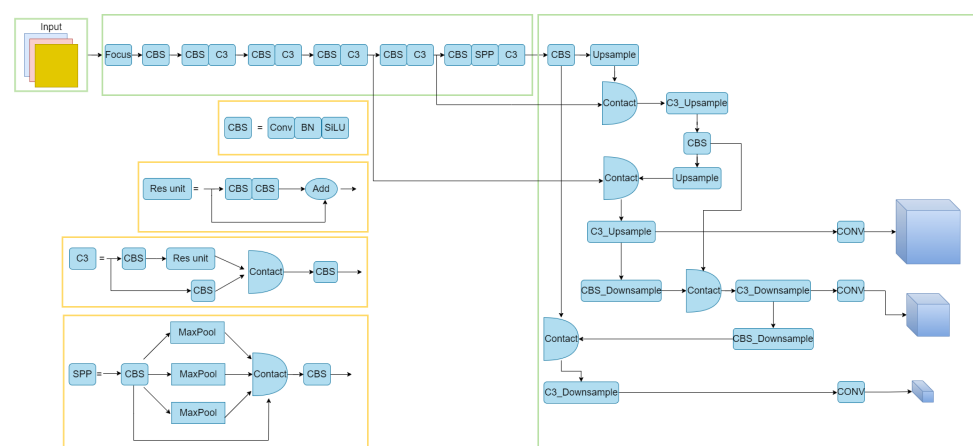 Input
Focus CBS CBS C3 CBS C3 CBS C3 CBS C3 CBS SPP C3 CBS Upsample
Contact C3_Upsample
CBS = Conv BN SiLU
CBS
Contact Upsample
Res unit = CBS CBS Add
C3_Upsample CONV
C3 = CBS Res unit
Contact CBS
CBS
CBS_Downsample Contact C3_Downsample CONV
MaxPool
Contact CBS_Downsample
SPP = CBS MaxPool Contact CBS
C3_Downsample CONV
MaxPool